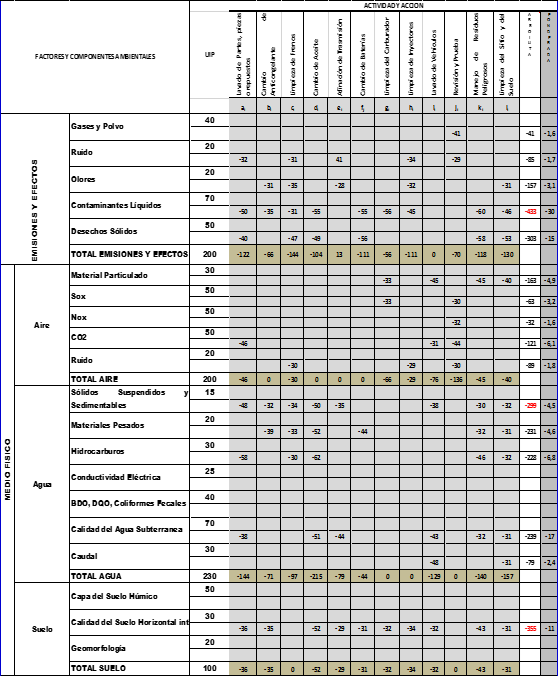 ACTIVIDAD Y ACCION
FACTORES Y COMPONENTES AMBIENTALES
UIP
Lavado de Partes, piezas o repuestos
Cambio de Anticongelante
Limpieza de Frenos
Cambio de Aceite
Afinación de Transmisión
Cambio de Baterías
Limpieza del Carburador
Limpieza de Inyectores
Lavado de Vehículos
Revisión y Prueba
Manejo de Residuos Peligrosos
Limpieza del Sitio y del Suelo
ABSOLUTA
PONDERADA
a, b, c, d, e, f, g, h, i, j, k, l
EMISIONES Y EFECTOS
Gases y Polvo 40 -41 -41 -1,6
Ruido 20 -32 -31 41 -34 -29 -85 -1,7
Olores 20 -31 -35 -28 -32 -31 -157 -3,1
Contaminantes Líquidos 70 -50 -35 -31 -55 -55 -56 -45 -60 -46 -433 -30
Desechos Sólidos 50 -40 -47 -49 -56 -58 -53 -303 -15
TOTAL EMISIONES Y EFECTOS 200 -122 -66 -144 -104 13 -111 -56 -111 0 -70 -118 -130
MEDIO FISICO
Aire
Material Particulado 30 -33 -45 -45 -40 -163 -4,9
Sox 50 -33 -30 -63 -3,2
Nox 50 -32 -32 -1,6
CO2 50 -46 -31 -44 -121 -6,1
Ruido 20 -30 -29 -30 -89 -1,8
TOTAL AIRE 200 -46 0 -30 0 0 0 -66 -29 -76 -136 -45 -40
Agua
Sólidos Suspendidos y Sedimentables 15 -48 -32 -34 -50 -35 -38 -30 -32 -299 -4,5
Materiales Pesados 20 -39 -33 -52 -44 -32 -31 -231 -4,6
Hidrocarburos 30 -58 -30 -62 -46 -32 -228 -6,8
Conductividad Eléctrica 25
BDO, DQO, Coliformes Fecales 40
Calidad del Agua Subterranea 70 -38 -51 -44 -43 -32 -31 -239 -17
Caudal 30 -48 -31 -79 -2,4
TOTAL AGUA 230 -144 -71 -97 -215 -79 -44 0 0 -129 0 -140 -157
Suelo
Capa del Suelo Húmico 50
Calidad del Suelo Horizontal int 30 -36 -35 -52 -29 -31 -32 -34 -32 -43 -31 -355 -11
Geomorfología 20
TOTAL SUELO 100 -36 -35 0 -52 -29 -31 -32 -34 -32 0 -43 -31